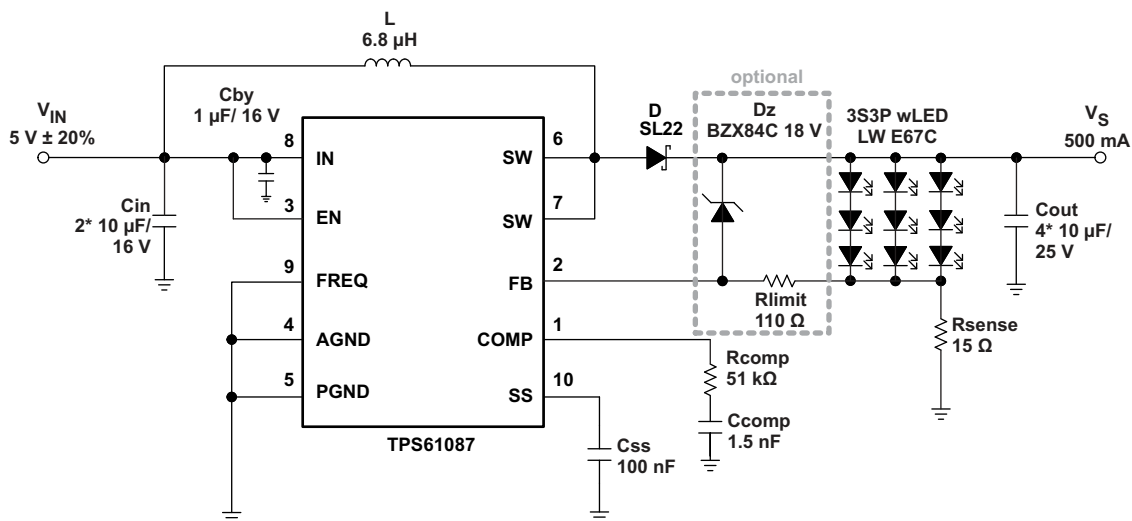 L
6.8 µH
optional
Cby
1 µF/ 16 V
VIN
5 V ± 20%
D
SL22
Dz
BZX84C 18 V
3S3P wLED
LW E67C
VS
500 mA
8
IN
6
SW
3
EN
7
SW
Cin
2* 10 µF/
16 V
Cout
4* 10 µF/
25 V
9
FREQ
2
FB
Rlimit
110 Ω
4
AGND
1
COMP
Rsense
15 Ω
Rcomp
51 kΩ
5
PGND
10
SS
Ccomp
1.5 nF
TPS61087
Css
100 nF